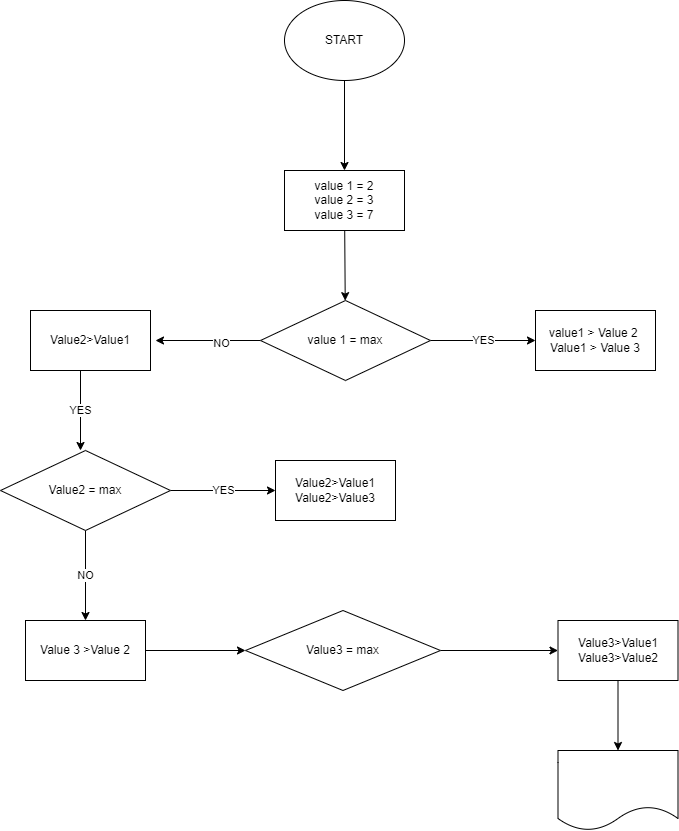 START
value 1 = 2
value 2 = 3
value 3 = 7
Value2>Value1
NO
value 1 = max
YES
value1 > Value 2
Value1 > Value 3
YES
Value2 = max
YES
Value2>Value1
Value2>Value3
NO
Value 3 >Value 2
Value3 = max
Value3>Value1
Value3>Value2